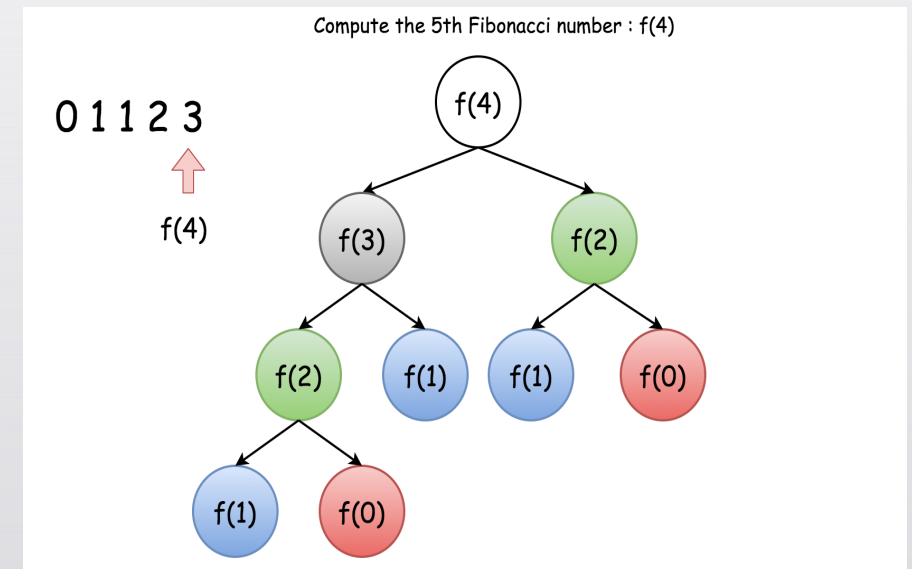 Compute the 5th Fibonacci number : f(4)
f(4)
0 1 1 2 3
f(4)
f(3)
f(2)
f(2)
f(1)
f(1)
f(0)
f(1)
f(0)